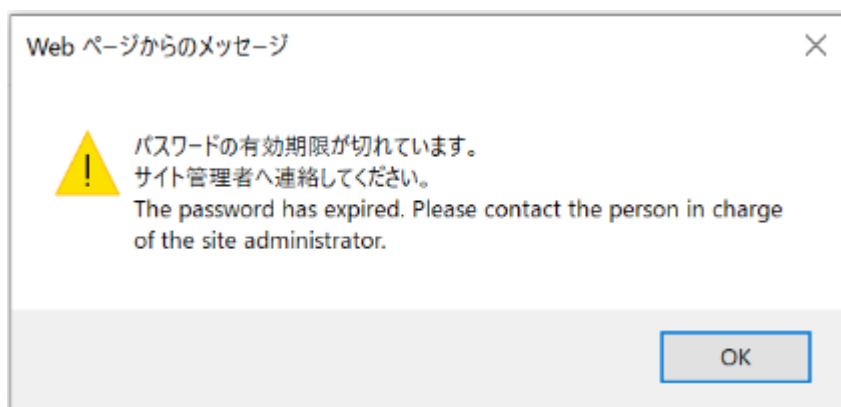 Web ページからのメッセージ
パスワードの有効期限が切れています。
サイト管理者へ連絡してください。
The password has expired. Please contact the person in charge
of the site administrator.
OK